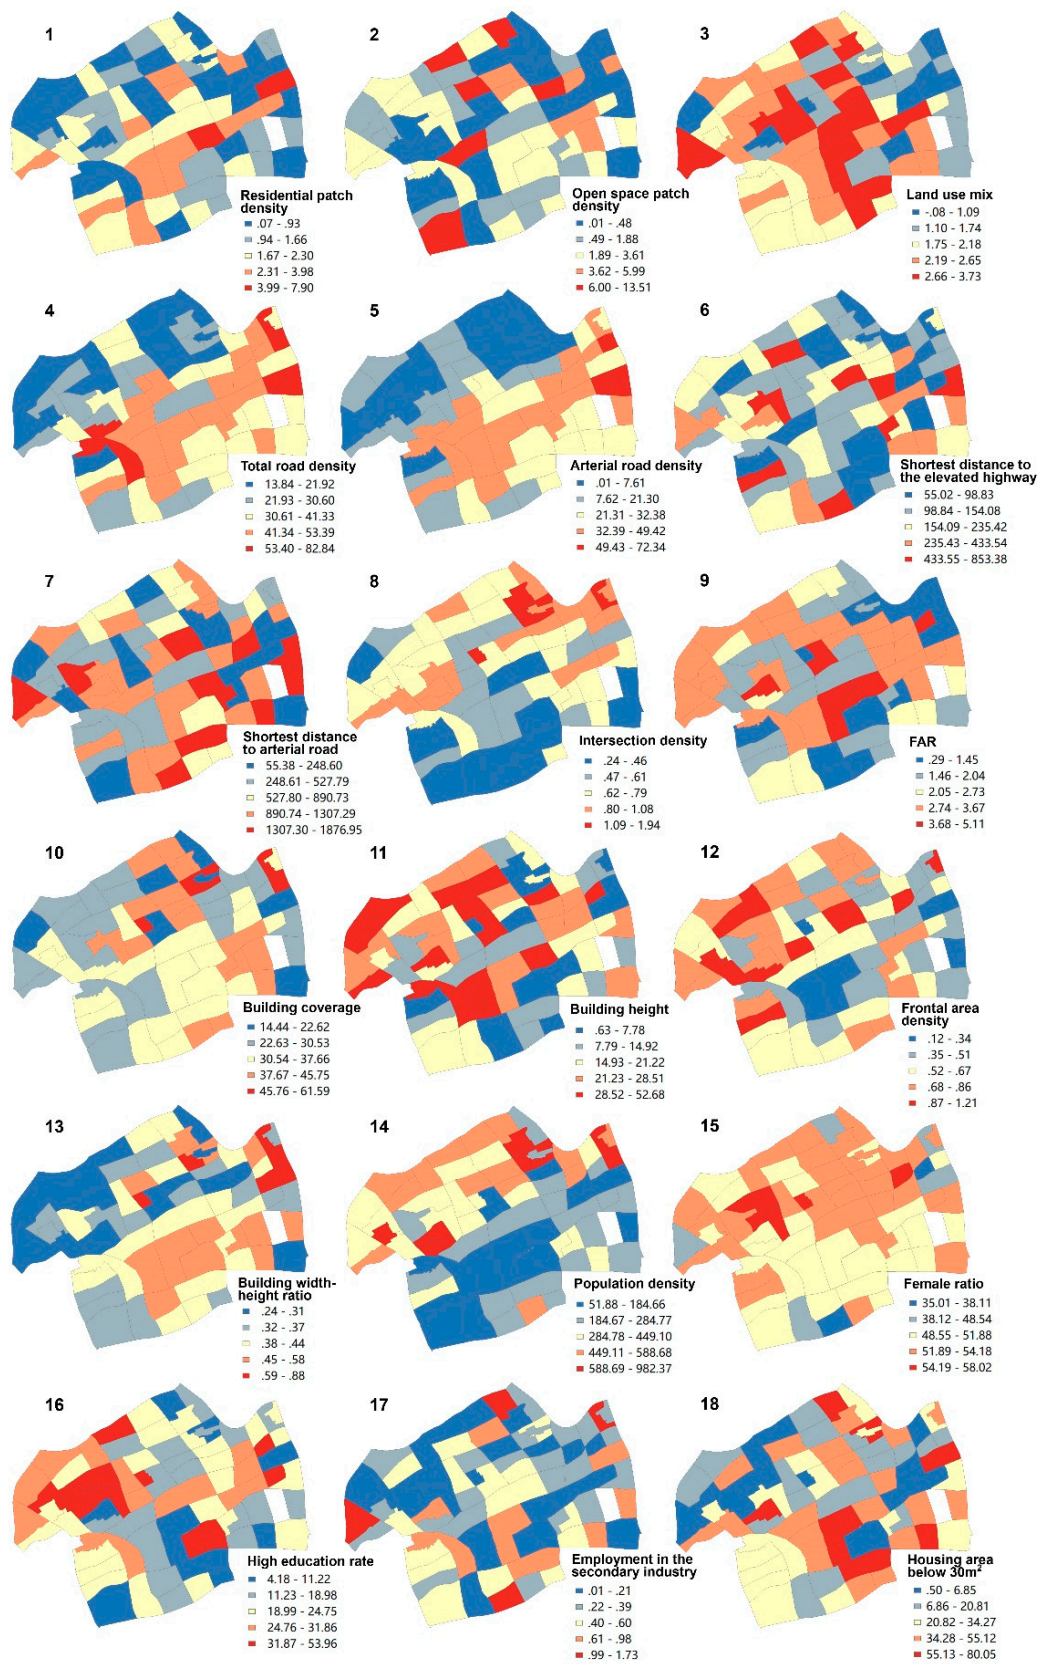 1
2
3
Residential patch
density
.07 - .93
.94 - 1.66
1.67 - 2.30
2.31 - 3.98
3.99 - 7.90
Open space patch
density
.01 - .48
.49 - 1.88
1.89 - 3.61
3.62 - 5.99
6.00 - 13.51
Land use mix
-.08 - 1.09
1.10 - 1.74
1.75 - 2.18
2.19 - 2.65
2.66 - 3.73
4
5
6
Total road density
13.84 - 21.92
21.93 - 30.60
30.61 - 41.33
41.34 - 53.39
53.40 - 82.84
Arterial road density
.01 - 7.61
7.62 - 21.30
21.31 - 32.38
32.39 - 49.42
49.43 - 72.34
Shortest distance to
the elevated highway
55.02 - 98.83
98.84 - 154.08
154.09 - 235.42
235.43 - 433.54
433.55 - 853.38
7
8
9
Shortest distance
to arterial road
55.38 - 248.60
248.61 - 527.79
527.80 - 890.73
890.74 - 1307.29
1307.30 - 1876.95
Intersection density
.24 - .46
.47 - .61
.62 - .79
.80 - 1.08
1.09 - 1.94
FAR
.29 - 1.45
1.46 - 2.04
2.05 - 2.73
2.74 - 3.67
3.68 - 5.11
10
11
12
Building coverage
14.44 - 22.62
22.63 - 30.53
30.54 - 37.66
37.67 - 45.75
45.76 - 61.59
Building height
.63 - 7.78
7.79 - 14.92
14.93 - 21.22
21.23 - 28.51
28.52 - 52.68
Frontal area
density
.12 - .34
.35 - .51
.52 - .67
.68 - .86
.87 - 1.21
13
14
15
Building width-
height ratio
.24 - .31
.32 - .37
.38 - .44
.45 - .58
.59 - .88
Population density
51.88 - 184.66
184.67 - 284.77
284.78 - 449.10
449.11 - 588.68
588.69 - 982.37
Female ratio
35.01 - 38.11
38.12 - 48.54
48.55 - 51.88
51.89 - 54.18
54.19 - 58.02
16
17
18
High education rate
4.18 - 11.22
11.23 - 18.98
18.99 - 24.75
24.76 - 31.86
31.87 - 53.96
Employment in the
secondary industry
.01 - .21
.22 - .39
.40 - .60
.61 - .98
.99 - 1.73
Housing area
below 30m²
.50 - 6.85
6.86 - 20.81
20.82 - 34.27
34.28 - 55.12
55.13 - 80.05